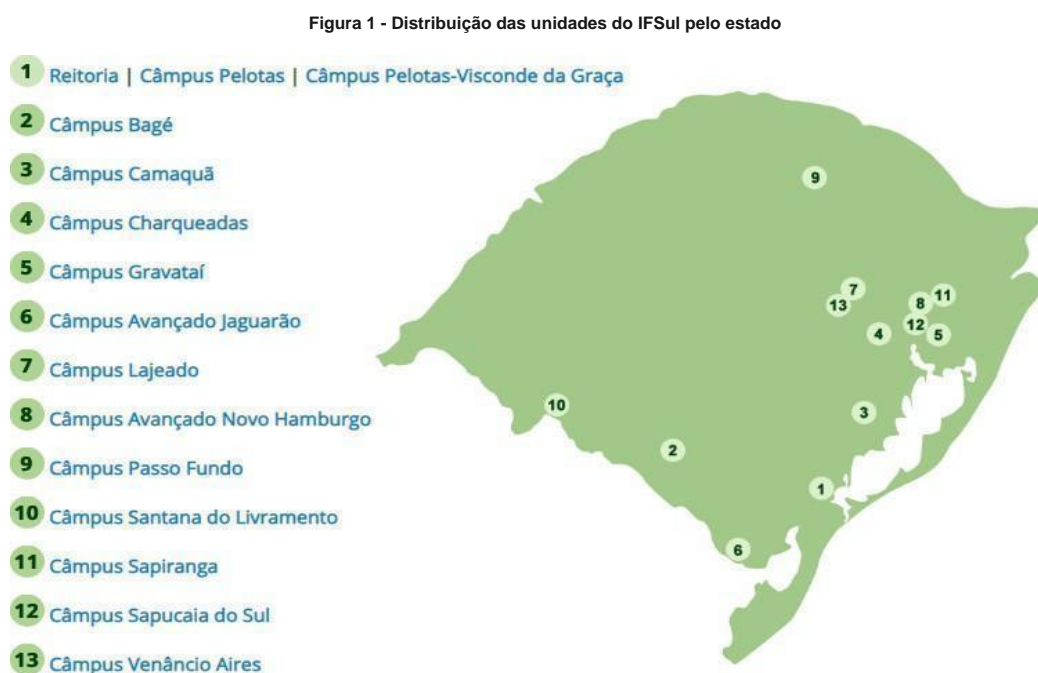 Figura 1 - Distribuição das unidades do IFSul pelo estado
1 Reitoria | Câmpus Pelotas | Câmpus Pelotas-Visconde da Graça
2 Câmpus Bagé
3 Câmpus Camaquã
4 Câmpus Charqueadas
5 Câmpus Gravataí
6 Câmpus Avançado Jaguarão
7 Câmpus Lajeado
8 Câmpus Avançado Novo Hamburgo
9 Câmpus Passo Fundo
10 Câmpus Santana do Livramento
11 Câmpus Sapiranga
12 Câmpus Sapucaia do Sul
13 Câmpus Venâncio Aires
9
7
11
13
8
12
4
5
10
3
2
1
6